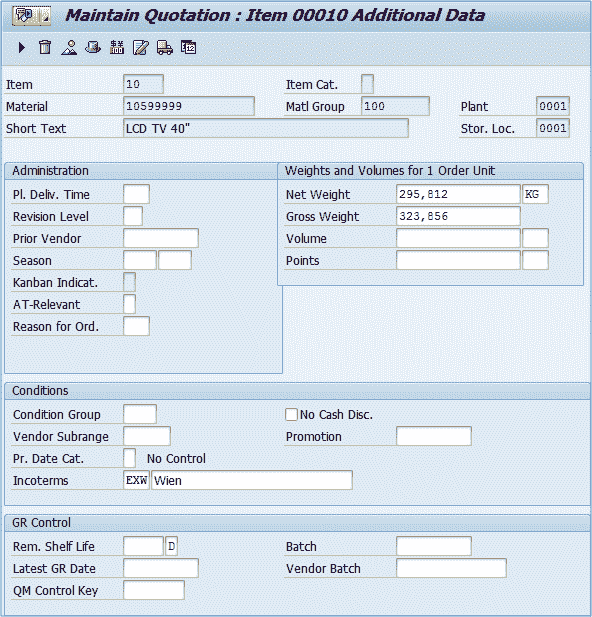 Maintain Quotation : Item 00010 Additional Data
Item 10 Item Cat.
Material 10599999 Matl Group 100 Plant 0001
Short Text LCD TV 40" Stor. Loc. 0001
Administration
Weights and Volumes for 1 Order Unit
Pl. Deliv. Time Net Weight 295,812 KG
Revision Level Gross Weight 323,856
Prior Vendor Volume
Season Points
Kanban Indicat.
AT-Relevant
Reason for Ord.
Conditions
Condition Group No Cash Disc.
Vendor Subrange Promotion
Pr. Date Cat. No Control
Incoterms EXW Wien
GR Control
Rem. Shelf Life D Batch
Latest GR Date Vendor Batch
QM Control Key